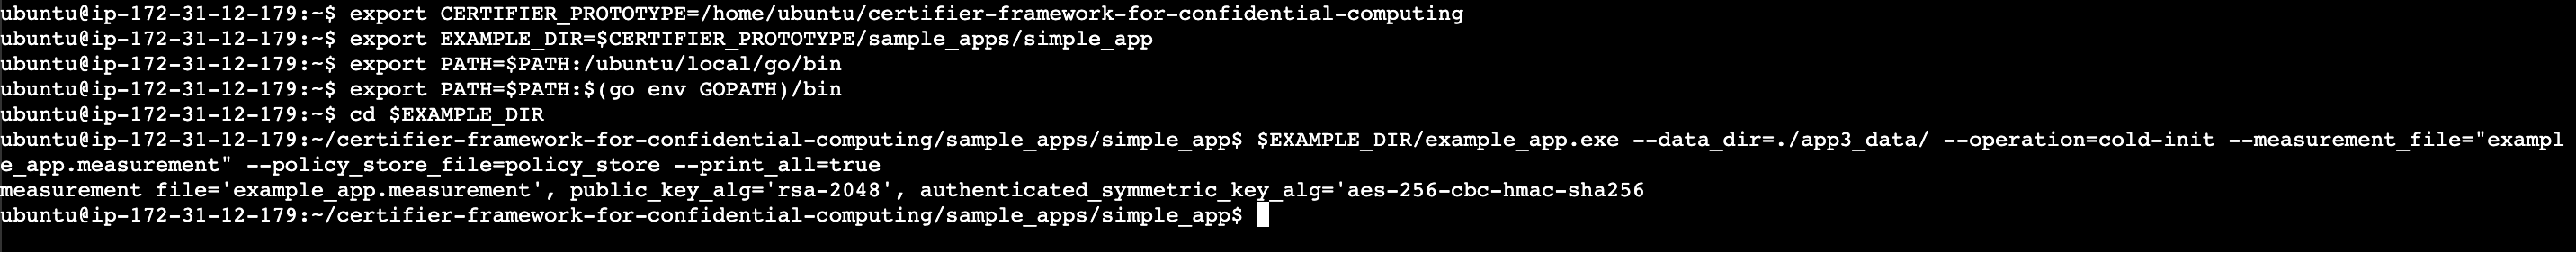 ubuntu@ip-172-31-12-179:~$ export CERTIFIER_PROTOTYPE=/home/ubuntu/certifier-framework-for-confidential-computing
ubuntu@ip-172-31-12-179:~$ export EXAMPLE_DIR=$CERTIFIER_PROTOTYPE/sample_apps/simple_app
ubuntu@ip-172-31-12-179:~$ export PATH=$PATH:/ubuntu/local/go/bin
ubuntu@ip-172-31-12-179:~$ export PATH=$PATH:$(go env GOPATH)/bin
ubuntu@ip-172-31-12-179:~$ cd $EXAMPLE_DIR
ubuntu@ip-172-31-12-179:~/certifier-framework-for-confidential-computing/sample_apps/simple_app$ $EXAMPLE_DIR/example_app.exe --data_dir=./app3_data/ --operation=cold-init --measurement_file="exampl
e_app.measurement" --policy_store_file=policy_store --print_all=true
measurement file='example_app.measurement', public_key_alg='rsa-2048', authenticated_symmetric_key_alg='aes-256-cbc-hmac-sha256
ubuntu@ip-172-31-12-179:~/certifier-framework-for-confidential-computing/sample_apps/simple_app$